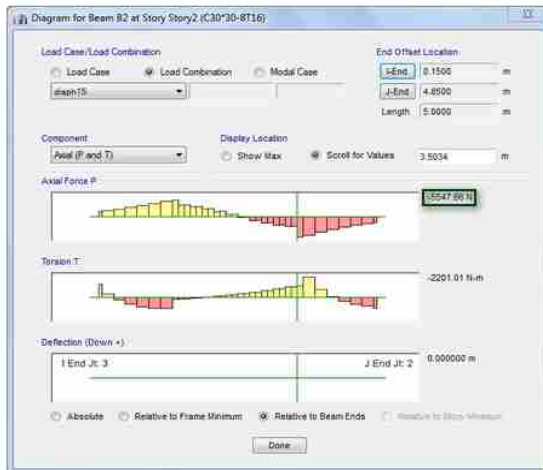 Diagram for Beam B2 at Story Story2 (C30*30-8T16)
Load Case/Load Combination
End Offset Location
Load Case
Load Combination
Modal Case
I-End
0.1500
m
diaph15
J-End
4.8500
m
Length
5.0000
m
Component
Display Location
Axial (P and T)
Show Max
Scroll for Values
3.5034
m
Axial Force P
-5547.66 N
Torsion T
-2201.01 N-m
Deflection (Down +)
I End Jt: 3
J End Jt: 2
0.000000 m
Absolute
Relative to Frame Minimum
Relative to Beam Ends
Relative to Story Minimum
Done